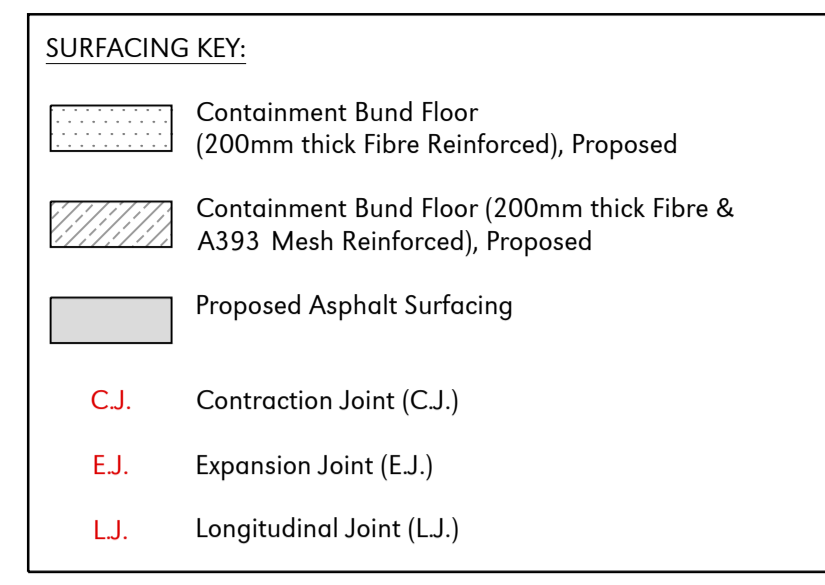 SURFACING KEY:
Containment Bund Floor
(200mm thick Fibre Reinforced), Proposed
Containment Bund Floor (200mm thick Fibre &
A393 Mesh Reinforced), Proposed
Proposed Asphalt Surfacing
C.J. Contraction Joint (C.J.)
E.J. Expansion Joint (E.J.)
L.J. Longitudinal Joint (L.J.)